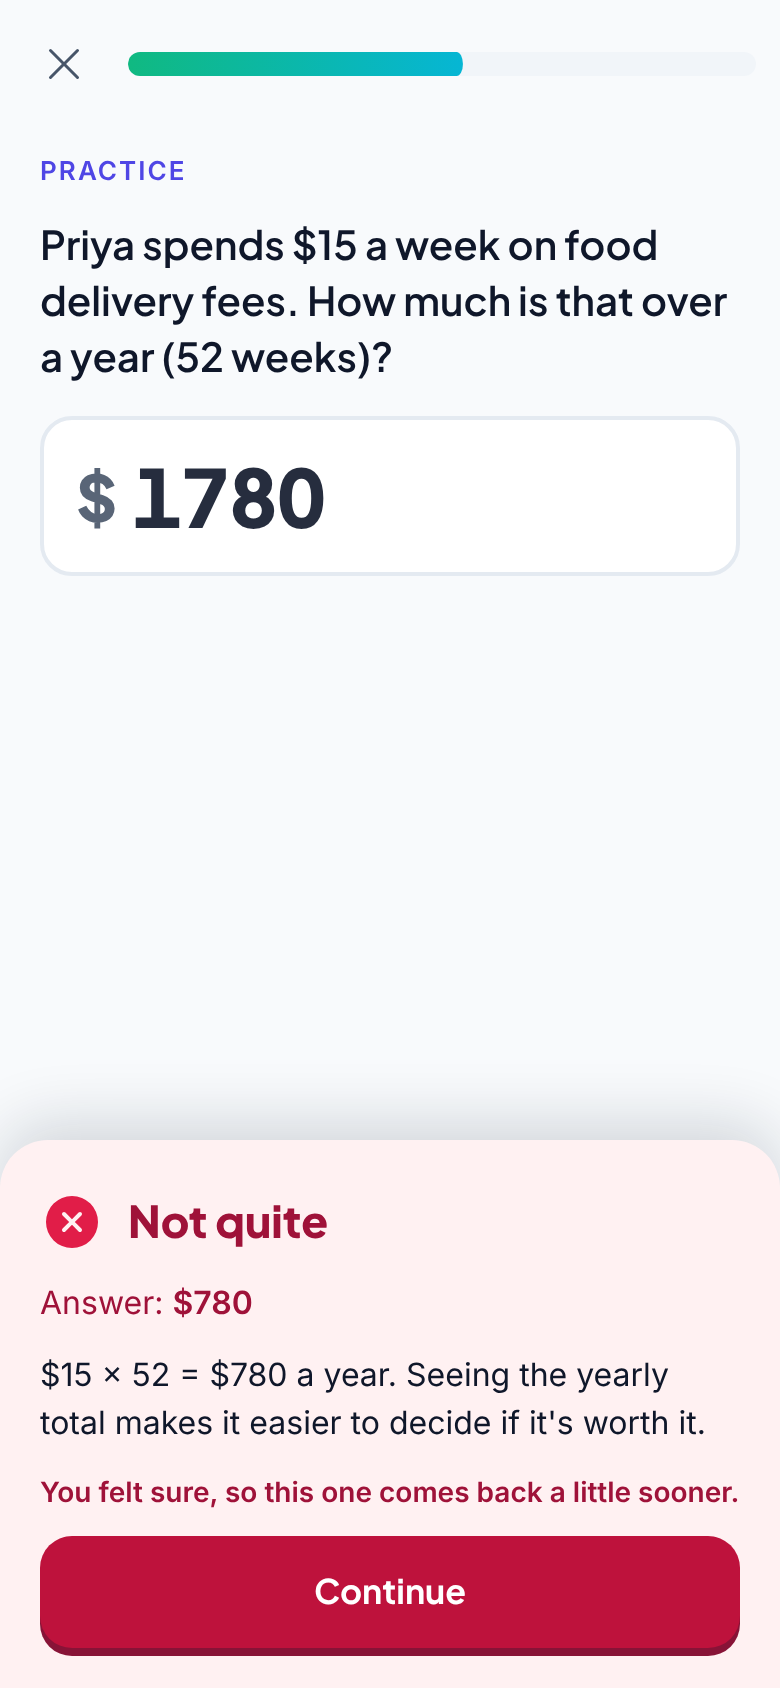 PRACTICE
Priya spends $15 a week on food
delivery fees. How much is that over
a year (52 weeks)?
$ 1780
Not quite
Answer: $780
$15 × 52 = $780 a year. Seeing the yearly
total makes it easier to decide if it's worth it.
You felt sure, so this one comes back a little sooner.
Continue